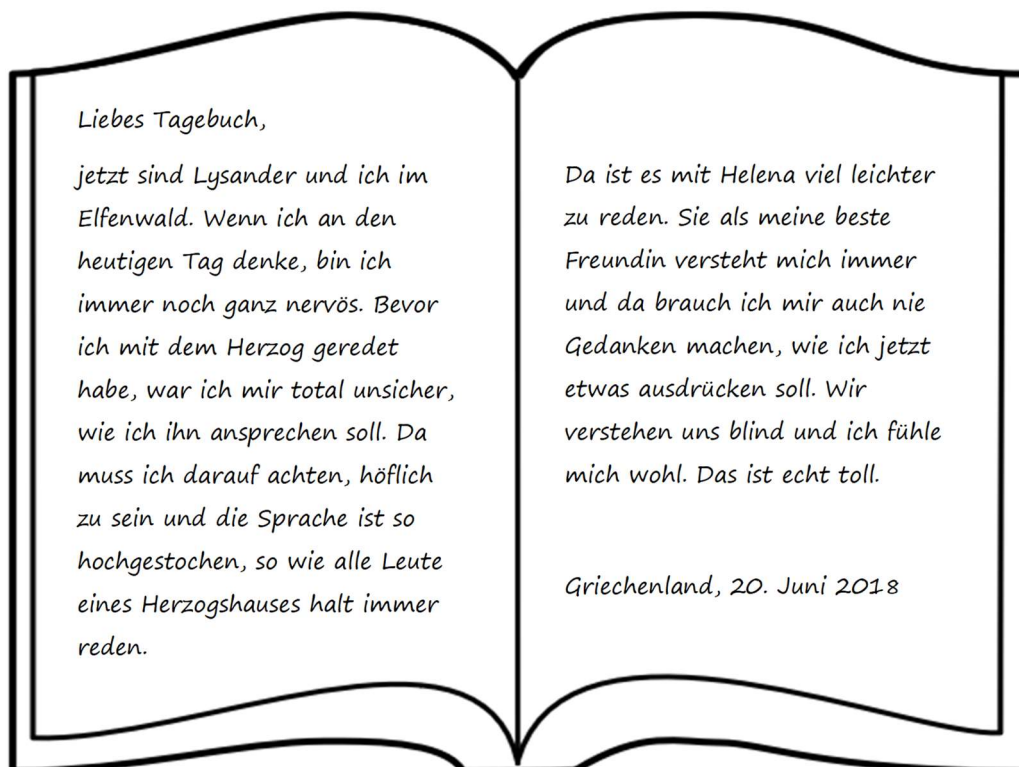 Liebes Tagebuch,
jetzt sind Lysander und ich im
Elfenwald. Wenn ich an den
heutigen Tag denke, bin ich
immer noch ganz nervös. Bevor
ich mit dem Herzog geredet
habe, war ich mir total unsicher,
wie ich ihn ansprechen soll. Da
muss ich darauf achten, höflich
zu sein und die Sprache ist so
hochgestochen, so wie alle Leute
eines Herzogshauses halt immer
reden.
Da ist es mit Helena viel leichter
zu reden. Sie als meine beste
Freundin versteht mich immer
und da brauch ich mir auch nie
Gedanken machen, wie ich jetzt
etwas ausdrücken soll. Wir
verstehen uns blind und ich fühle
mich wohl. Das ist echt toll.
Griechenland, 20. Juni 2018